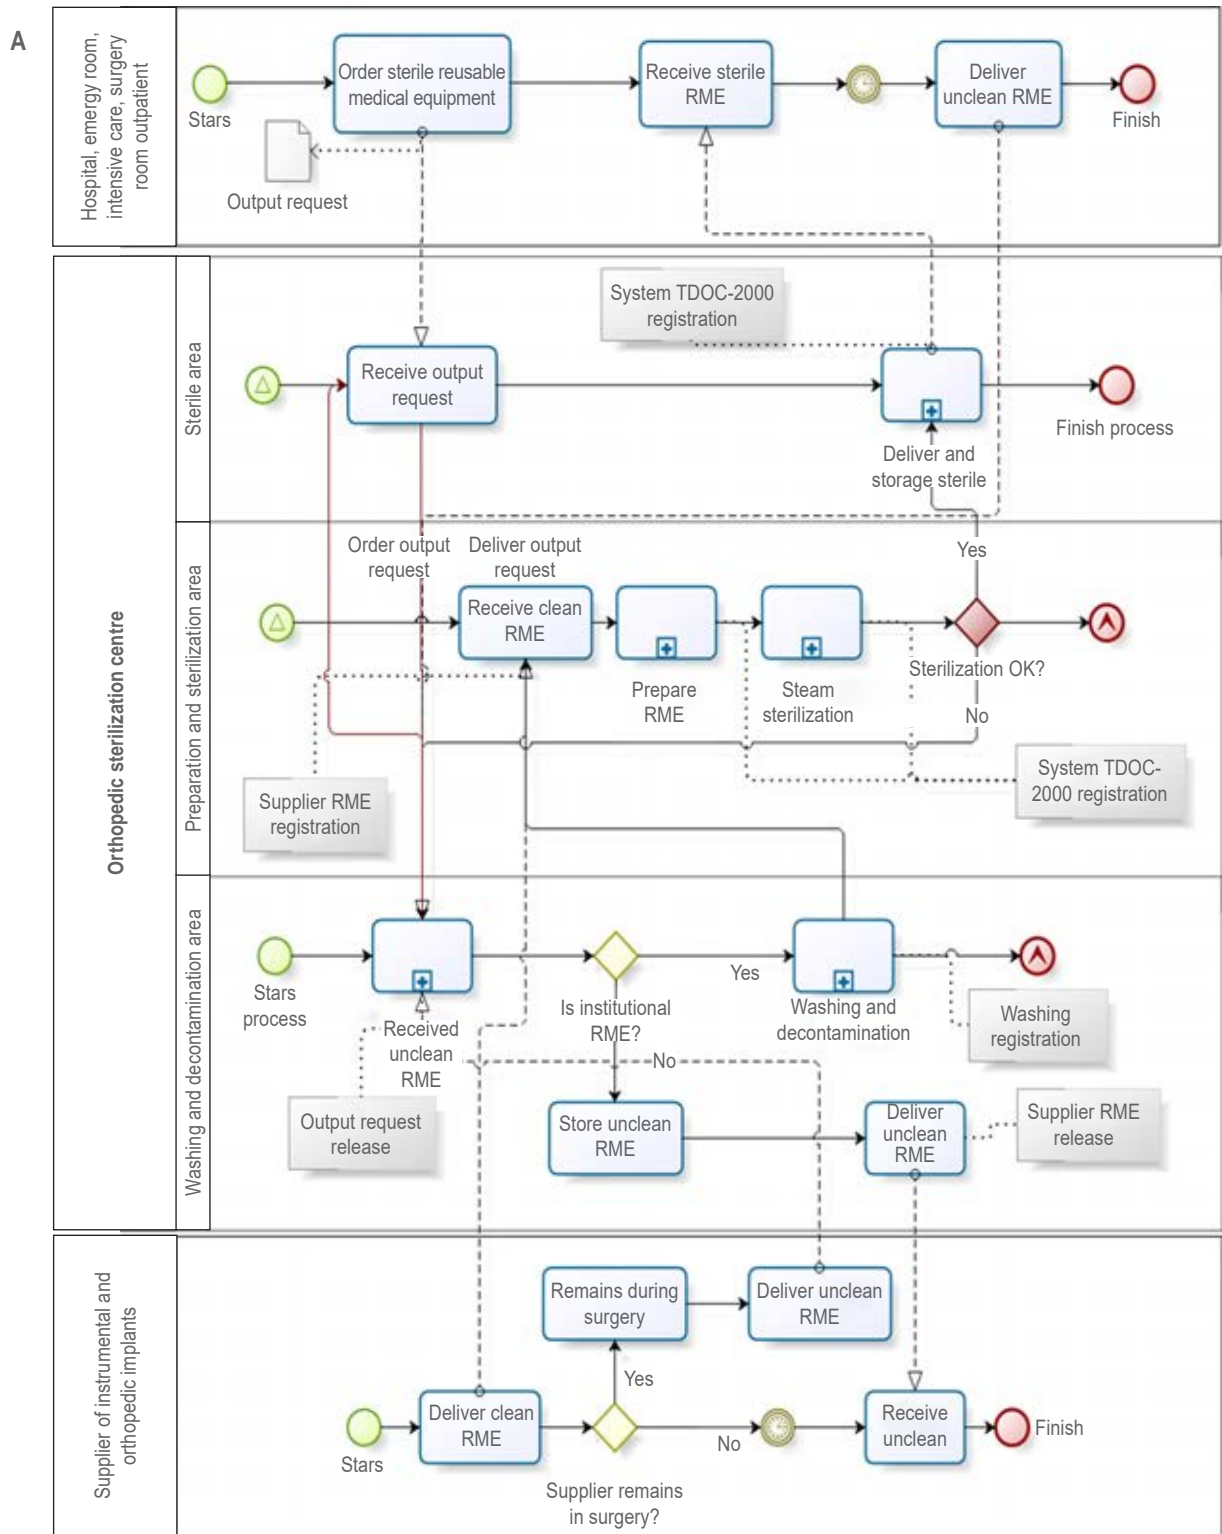 A
Hospital, emergy room,
intensive care, surgery
room outpatient
Order sterile reusable
medical equipment
Receive sterile
RME
Deliver
unclean RME
Stars
Finish
Output request
Orthopedic sterilization centre
Sterile area
System TDOC-2000
registration
Receive output
request
Finish process
Deliver and
storage sterile
Preparation and sterilization area
Order output
request
Deliver output
request
Yes
Receive clean
RME
Sterilization OK?
Prepare
RME
Steam
sterilization
No
System TDOC-
2000 registration
Supplier RME
registration
Washing and decontamination area
Stars
process
Yes
Received
unclean
RME
Is institutional
RME?
Washing and
decontamination
Washing
registration
No
Output request
release
Store unclean
RME
Deliver
unclean
RME
Supplier RME
release
Supplier of instrumental and
orthopedic implants
Remains during
surgery
Deliver unclean
RME
Yes
Deliver clean
RME
Receive
unclean
Finish
No
Stars
Supplier remains
in surgery?